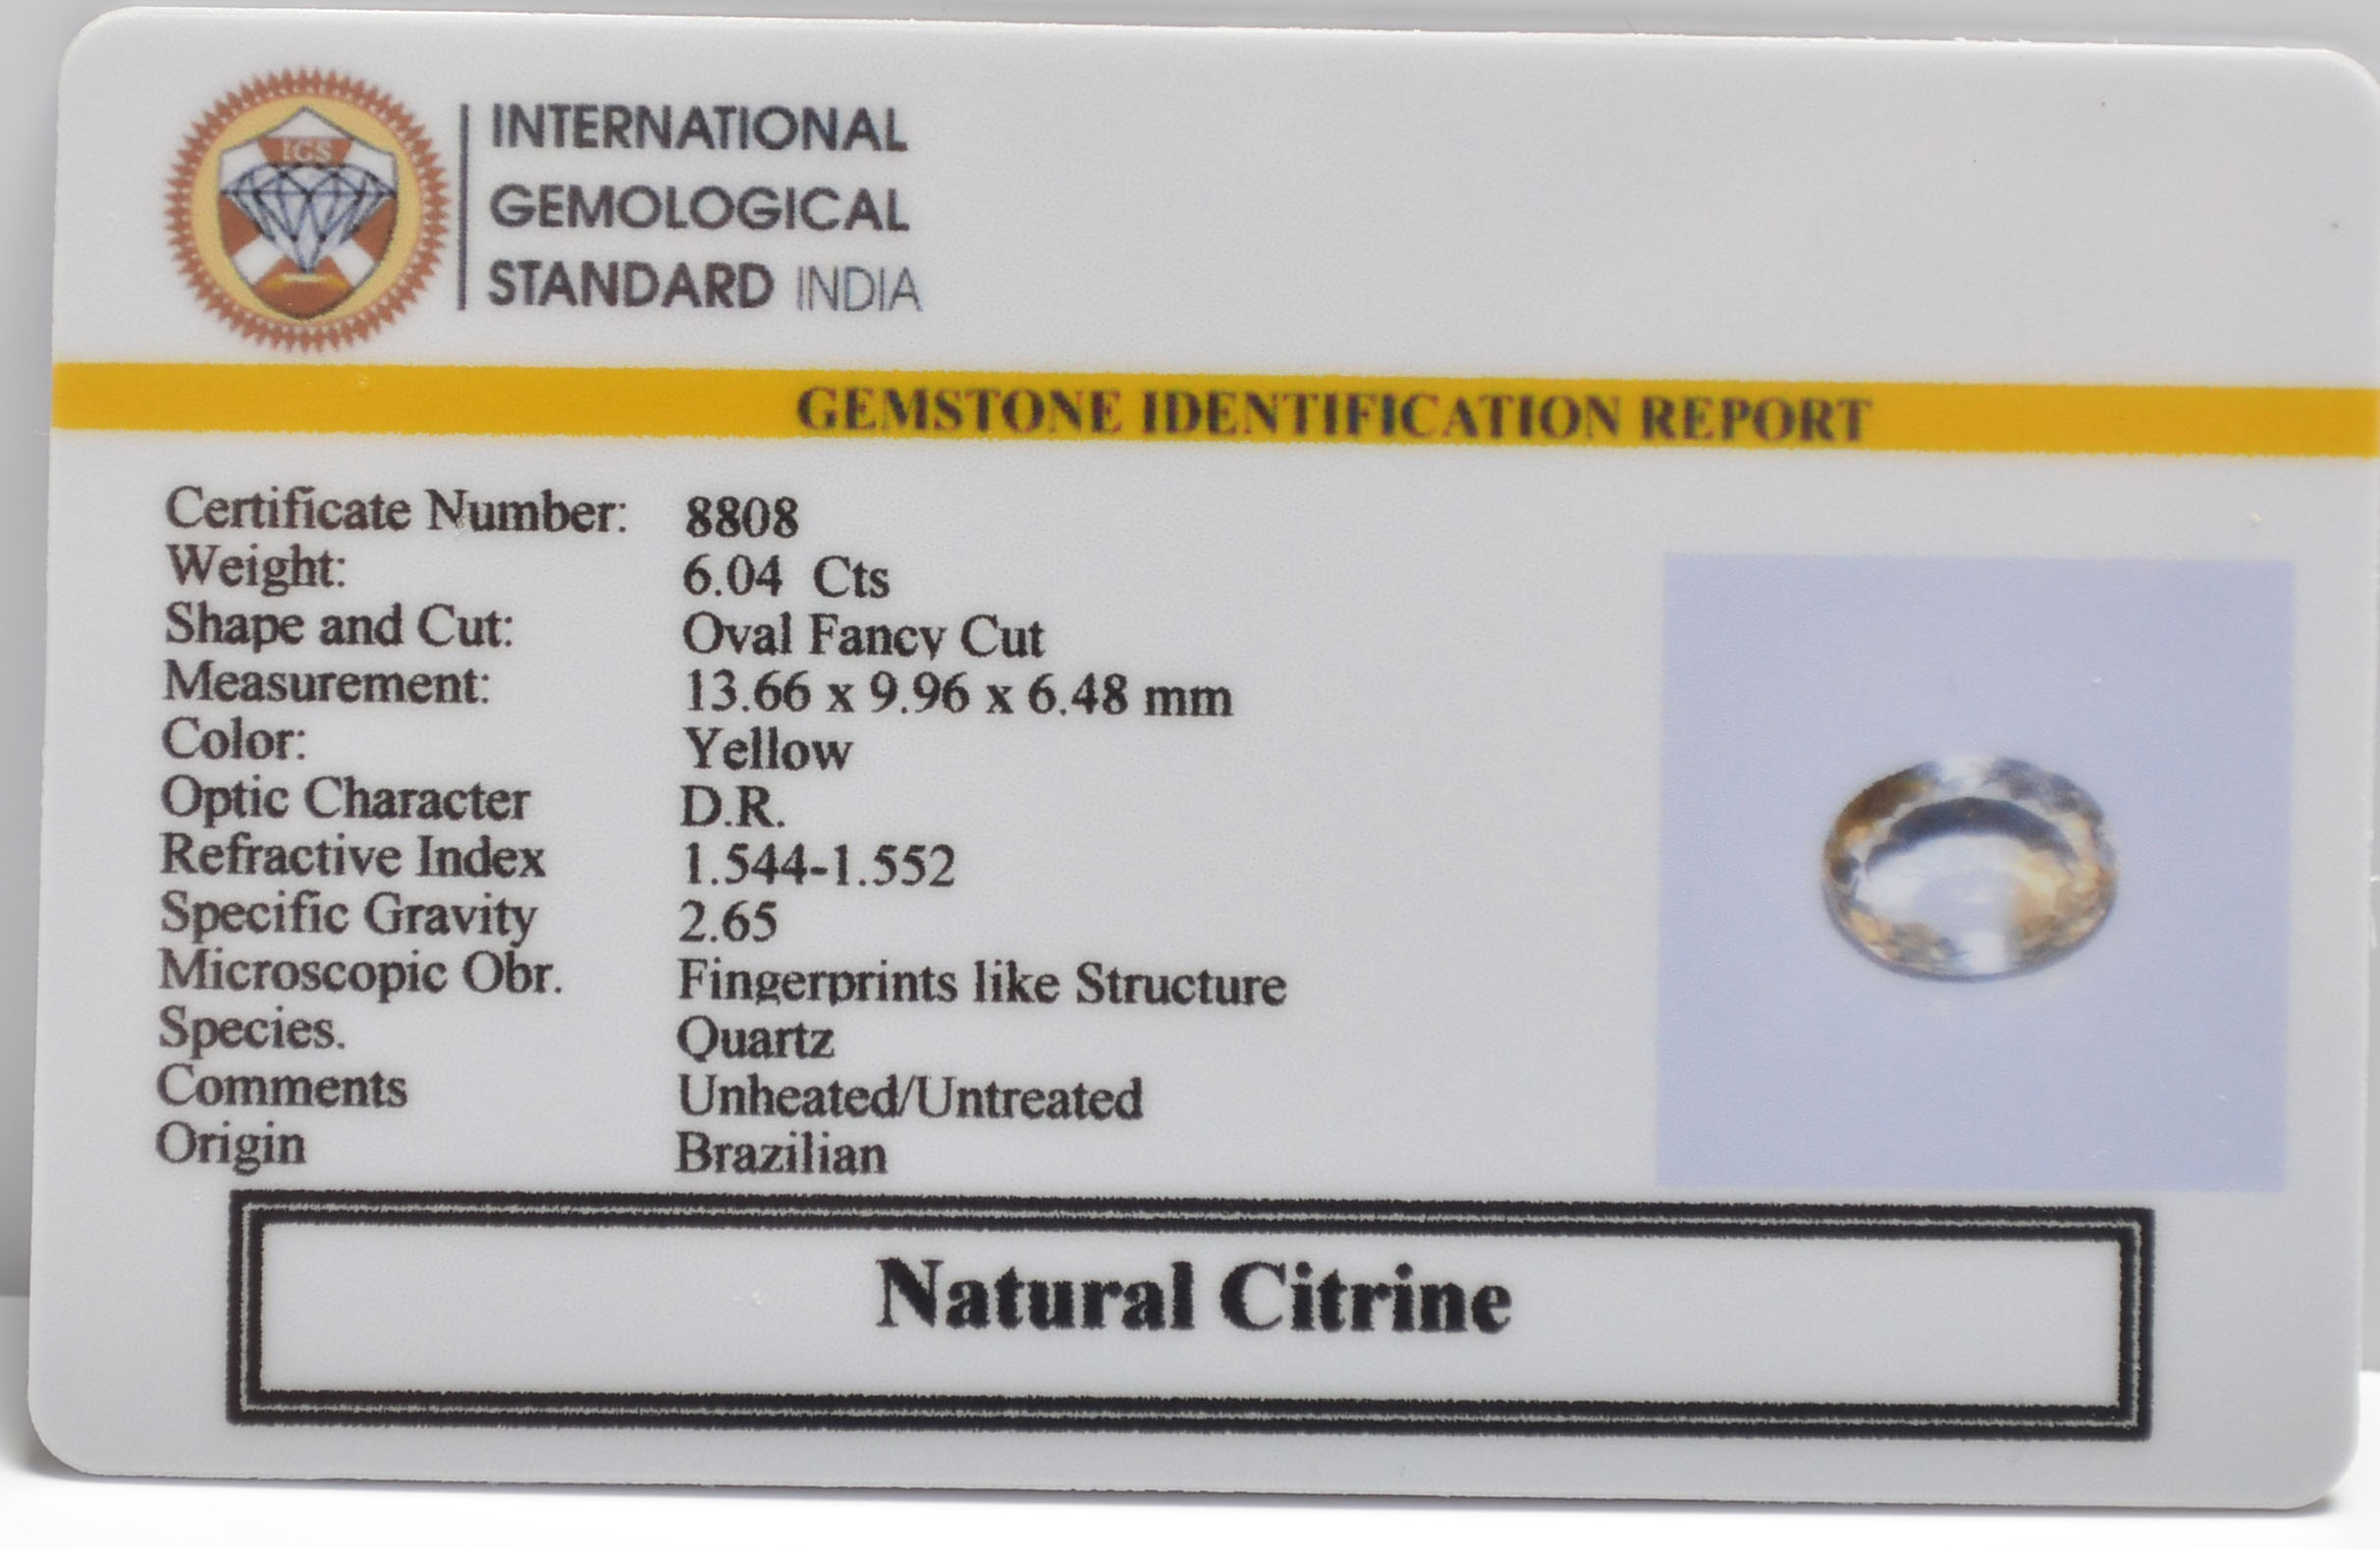 IGS
INTERNATIONAL
GEMOLOGICAL
STANDARD INDIA
GEMSTONE IDENTIFICATION REPORT
Certificate Number: 8808
Weight: 6.04 Cts
Shape and Cut: Oval Fancy Cut
Measurement: 13.66 x 9.96 x 6.48 mm
Color: Yellow
Optic Character D.R.
Refractive Index 1.544-1.552
Specific Gravity 2.65
Microscopic Obr. Fingerprints like Structure
Species. Quartz
Comments Unheated/Untreated
Origin Brazilian
Natural Citrine